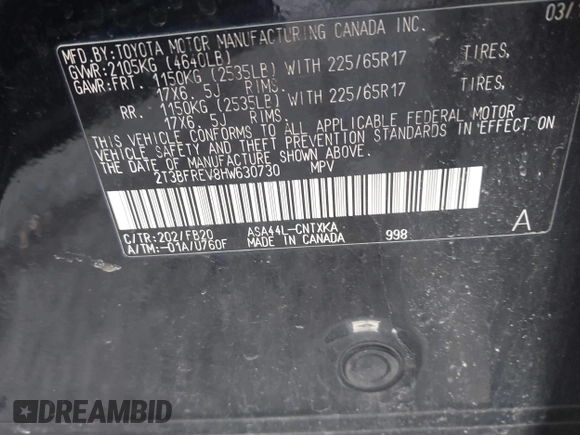 MFD.BY:TOYOTA MOTOR MANUFACTURING CANADA INC. 03/
GVWR:2105KG (4640LB)
GAWR:FRT. 1150KG (2535LB) WITH 225/65R17 TIRES,
17X6.5J RIMS.
RR. 1150KG (2535LB) WITH 225/65R17 TIRES,
17X6.5J RIMS.
THIS VEHICLE CONFORMS TO ALL APPLICABLE FEDERAL MOTOR
VEHICLE SAFETY AND THEFT PREVENTION STANDARDS IN EFFECT ON
THE DATE OF MANUFACTURE SHOWN ABOVE.
2T3BFREV8HW630730 MPV
C/TR:202/FB20 ASA44L-CNTXKA A
A/TM:-01A/U760F MADE IN CANADA 998
DREAMBID